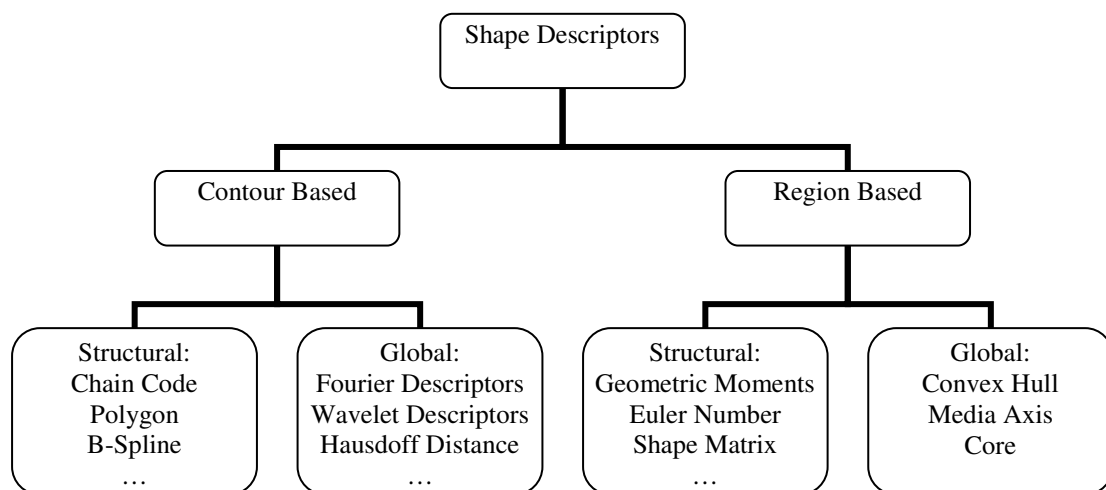 Shape Descriptors
Contour Based
Region Based
Structural:
Chain Code
Polygon
B-Spline
…
Global:
Fourier Descriptors
Wavelet Descriptors
Hausdoff Distance
…
Structural:
Geometric Moments
Euler Number
Shape Matrix
…
Global:
Convex Hull
Media Axis
Core